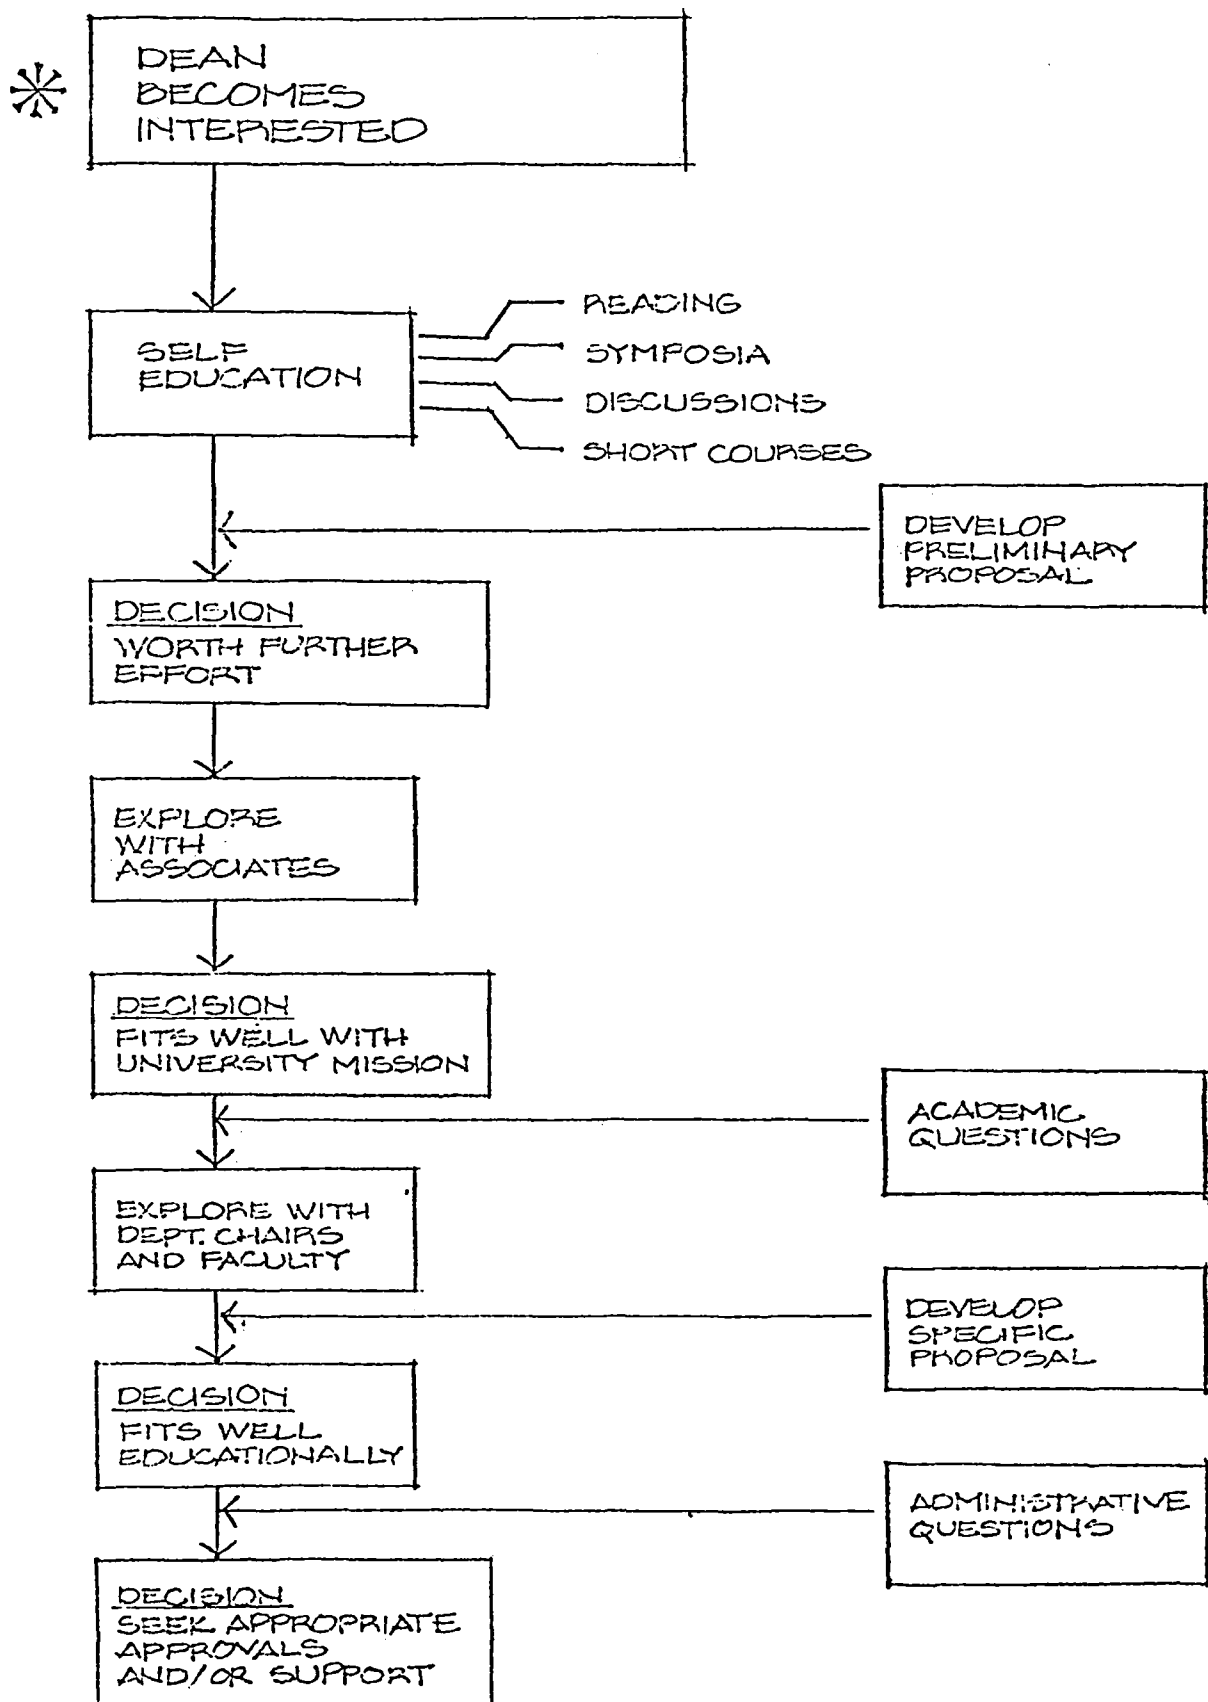 DEAN
BECOMES
INTERESTED
SELF
EDUCATION
READING
SYMPOSIA
DISCUSSIONS
SHORT COURSES
DEVELOP
PRELIMINARY
PROPOSAL
DECISION
WORTH FURTHER
EFFORT
EXPLORE
WITH
ASSOCIATES
DECISION
FITS WELL WITH
UNIVERSITY MISSION
ACADEMIC
QUESTIONS
EXPLORE WITH
DEPT. CHAIRS
AND FACULTY
DEVELOP
SPECIFIC
PROPOSAL
DECISION
FITS WELL
EDUCATIONALLY
ADMINISTRATIVE
QUESTIONS
DECISION
SEEK APPROPRIATE
APPROVALS
AND/OR SUPPORT